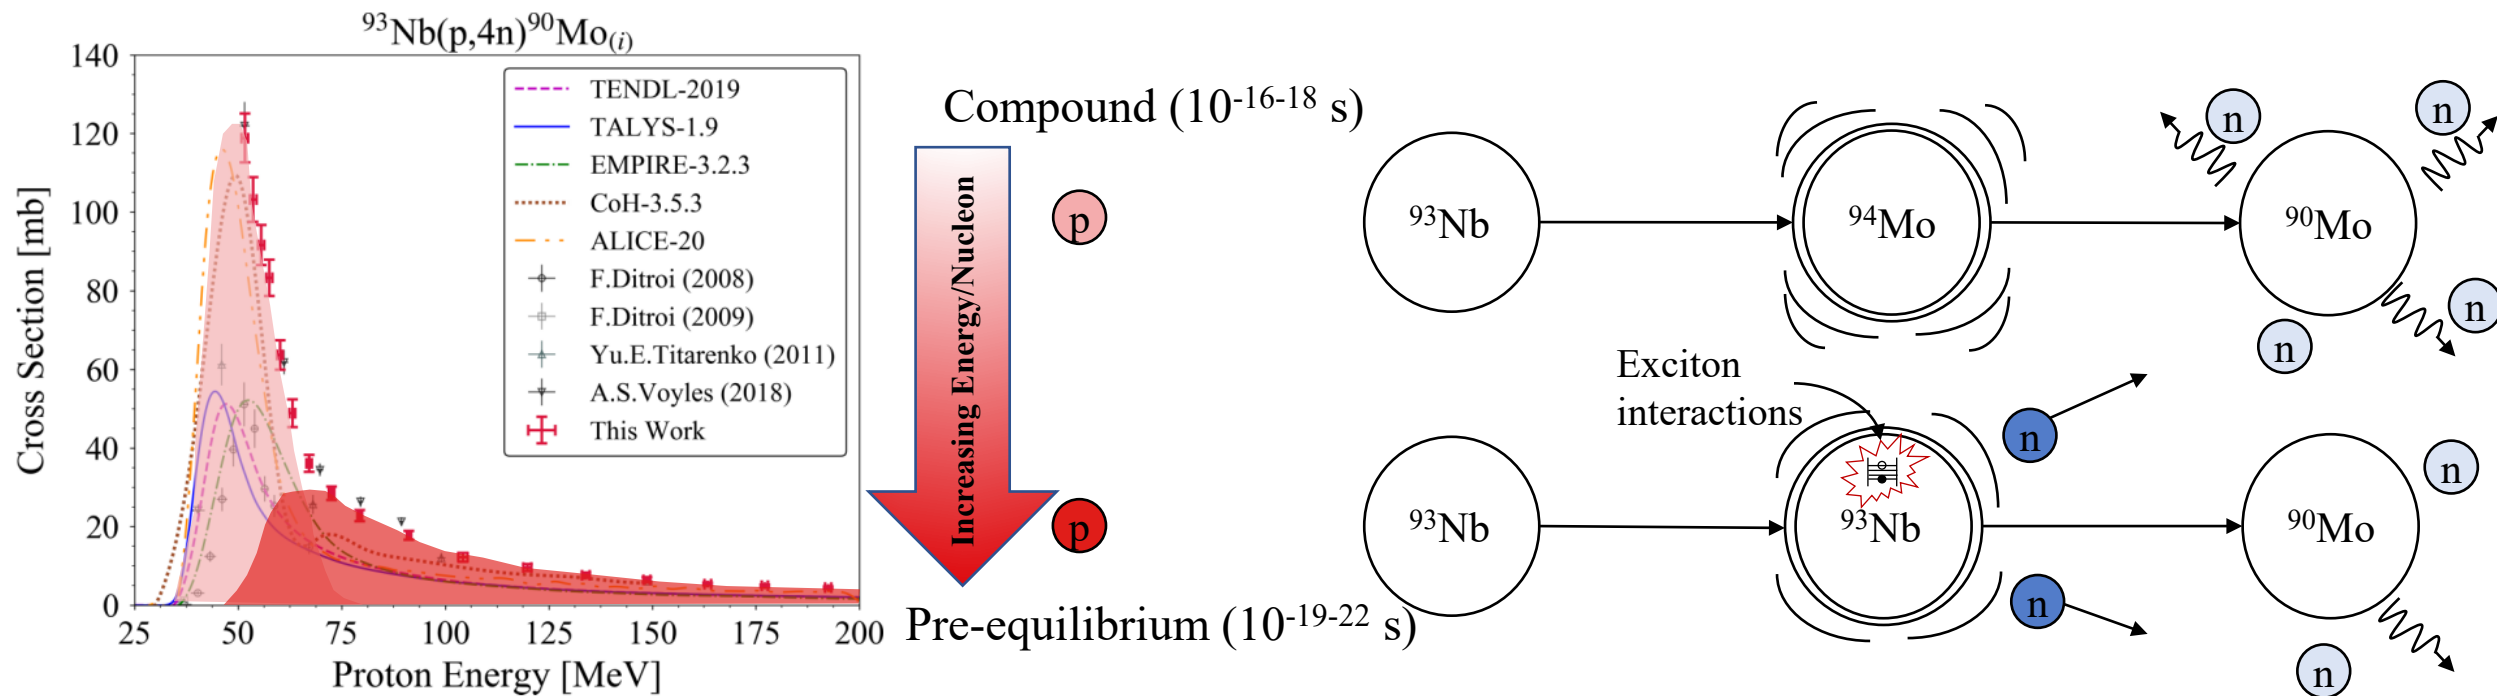 ⁹³Nb(p,4n)⁹⁰Mo₍ᵢ₎
Cross Section [mb]
140
120
100
80
60
40
20
0
25 50 75 100 125 150 175 200
Proton Energy [MeV]
TENDL-2019
TALYS-1.9
EMPIRE-3.2.3
CoH-3.5.3
ALICE-20
F.Ditroi (2008)
F.Ditroi (2009)
Yu.E.Titarenko (2011)
A.S.Voyles (2018)
This Work
Compound (10⁻¹⁶⁻¹⁸ s)
Increasing Energy/Nucleon
Pre-equilibrium (10⁻¹⁹⁻²² s)
p
⁹³Nb
⁹⁴Mo
⁹⁰Mo
n
n
n
n
Exciton
interactions
p
⁹³Nb
⁹³Nb
n
n
⁹⁰Mo
n
n